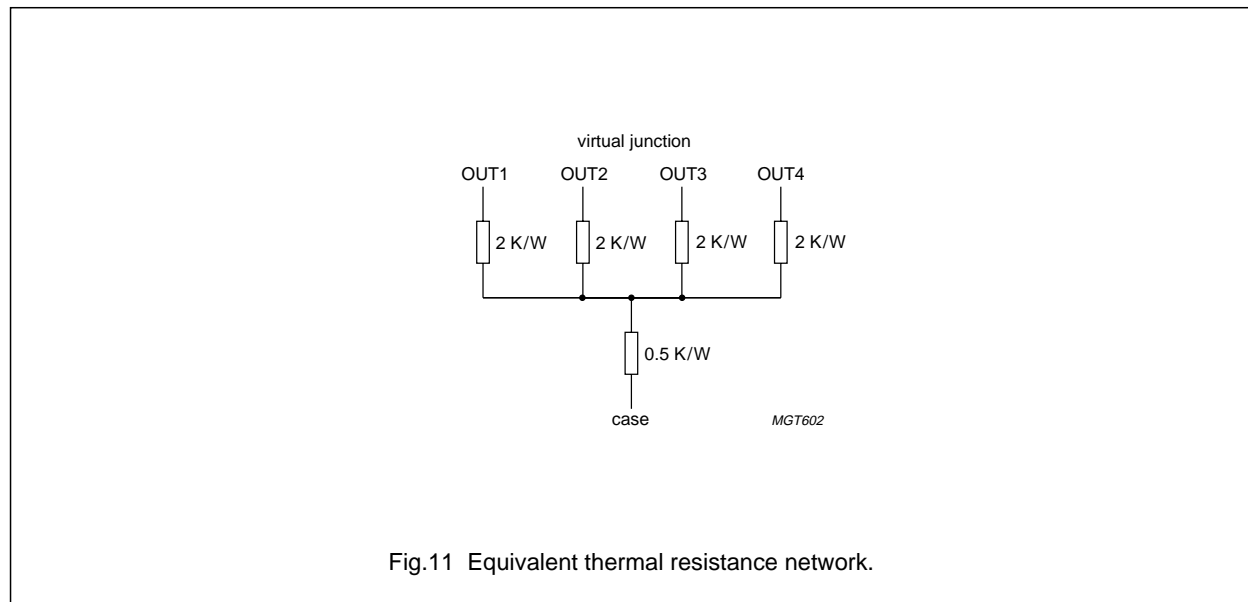 virtual junction
OUT1 OUT2 OUT3 OUT4
2 K/W 2 K/W 2 K/W 2 K/W
0.5 K/W
case MGT602
Fig.11 Equivalent thermal resistance network.